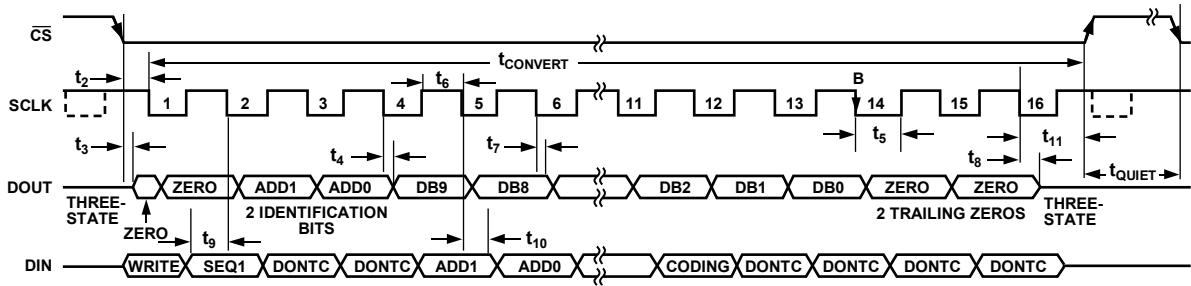 CS
t2
tCONVERT
t6
B
SCLK
1 2 3 4 5 6 11 12 13 14 15 16
t3
t4
t7
t5
t8
t11
DOUT
ZERO ADD1 ADD0 DB9 DB8 DB2 DB1 DB0 ZERO ZERO
tQUIET
THREE-
STATE
ZERO
2 IDENTIFICATION
BITS
2 TRAILING ZEROS
THREE-
STATE
t9
t10
DIN
WRITE SEQ1 DONTC DONTC ADD1 ADD0 CODING DONTC DONTC DONTC DONTC